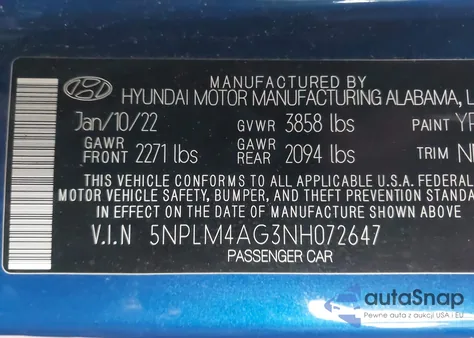 MANUFACTURED BY
HYUNDAI MOTOR MANUFACTURING ALABAMA, L
Jan/10/22 GVWR 3858 lbs PAINT
GAWR FRONT 2271 lbs GAWR REAR 2094 lbs TRIM
THIS VEHICLE CONFORMS TO ALL APPLICABLE U.S.A. FEDERAL
MOTOR VEHICLE SAFETY, BUMPER, AND THEFT PREVENTION STANDA
IN EFFECT ON THE DATE OF MANUFACTURE SHOWN ABOVE
V.I.N 5NPLM4AG3NH072647
PASSENGER CAR
autoSnap
Pewne auta z aukcji USA i EU